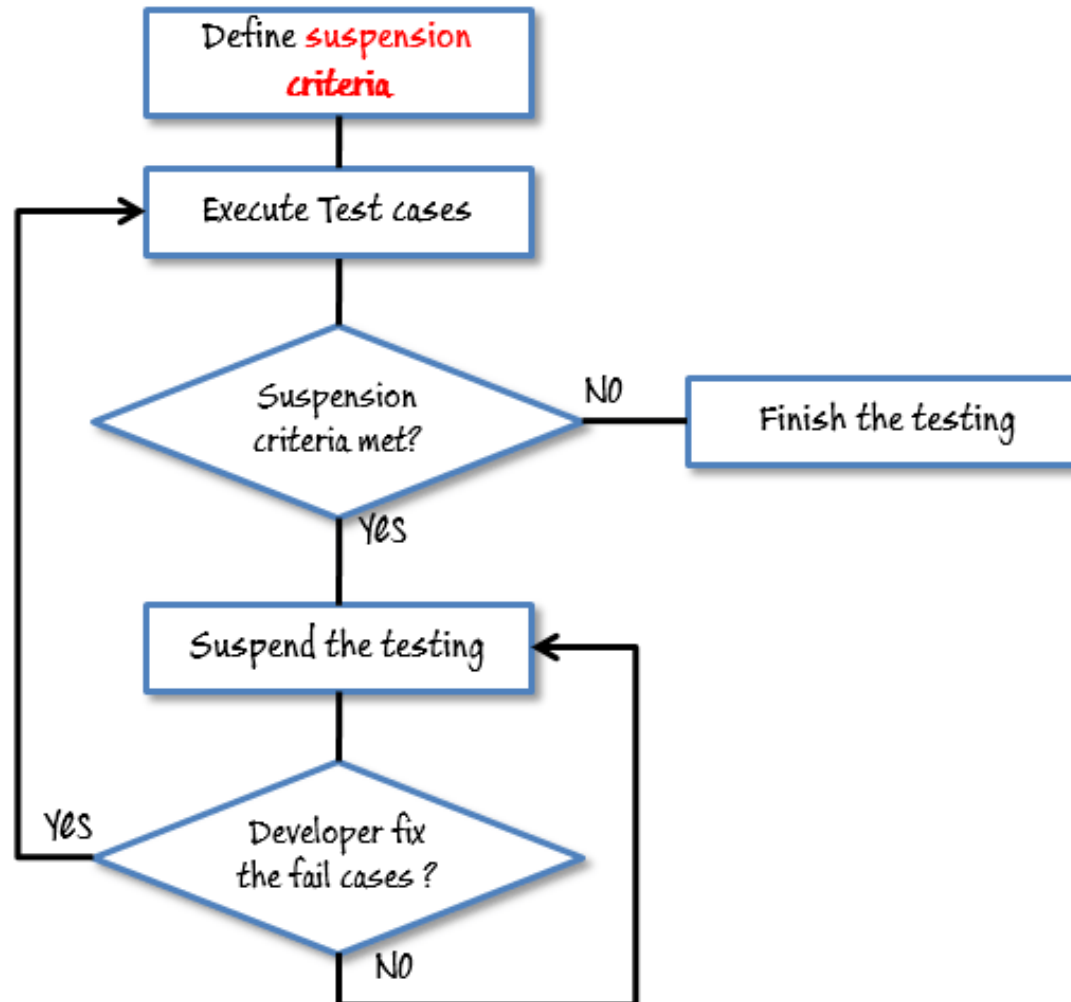 Define suspension
criteria
Execute Test cases
Suspension
criteria met?
NO
Finish the testing
Yes
Suspend the testing
Yes
Developer fix
the fail cases ?
NO